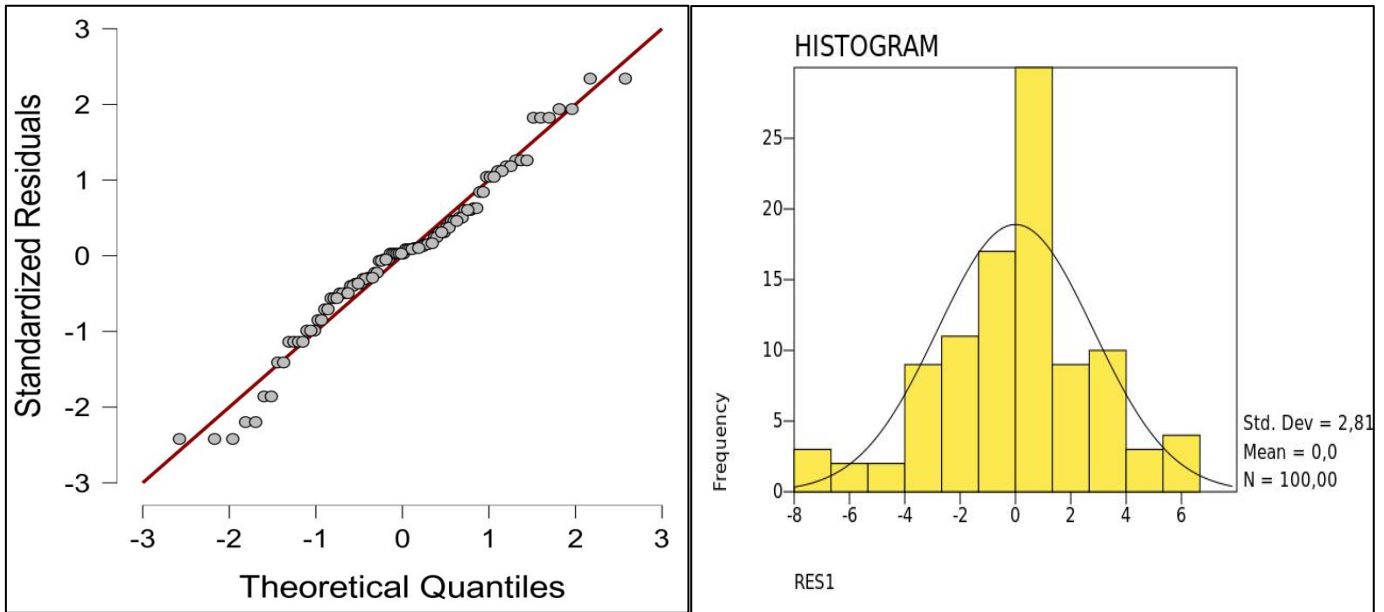 3
2
1
0
-1
-2
-3
Standardized Residuals
-3 -2 -1 0 1 2 3
Theoretical Quantiles
HISTOGRAM
25
20
15
10
5
0
Frequency
-8 -6 -4 -2 0 2 4 6
Std. Dev = 2,81
Mean = 0,0
N = 100,00
RES1